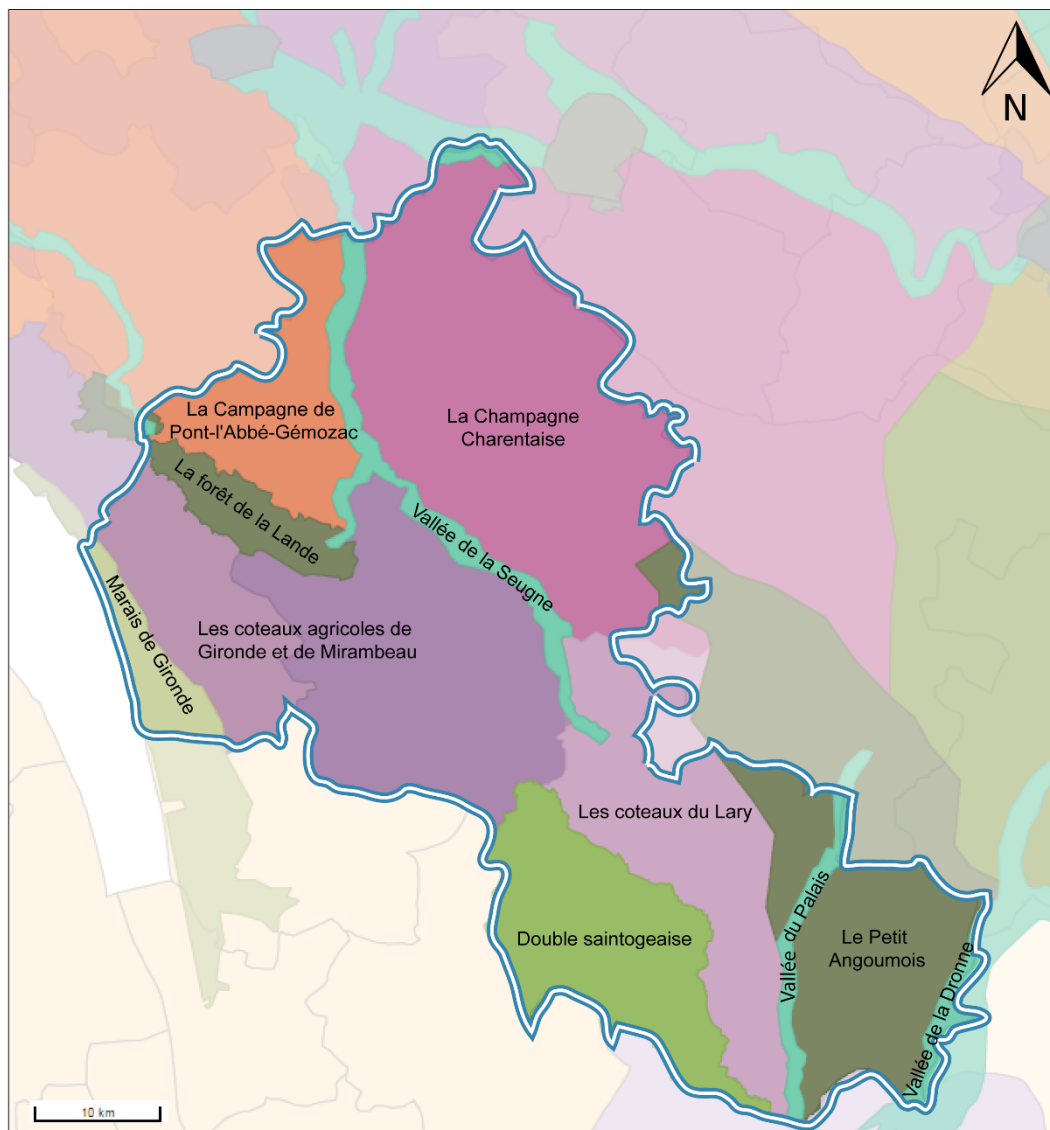 N
La Campagne de
Pont-l'Abbé-Gémozac
La Champagne
Charentaise
La forêt de la Lande
Vallée de la Seugne
Marais de Gironde
Les coteaux agricoles de
Gironde et de Mirambeau
Les coteaux du Lary
Double saintogeaise
Vallée du Palais
Le Petit
Angoumois
Vallée de la Dronne
10 km